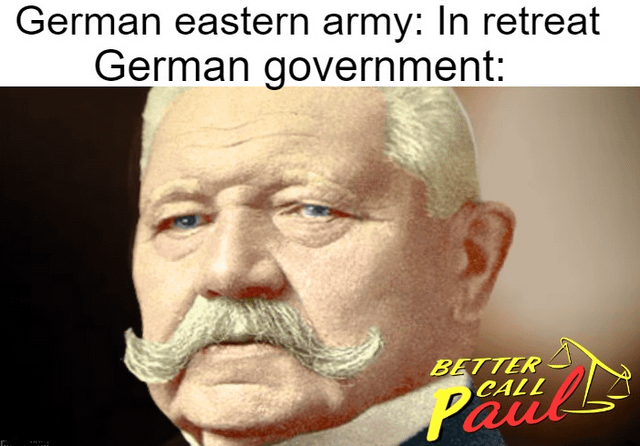 German eastern army: In retreat
German government:
BETTER
CALL
Paul